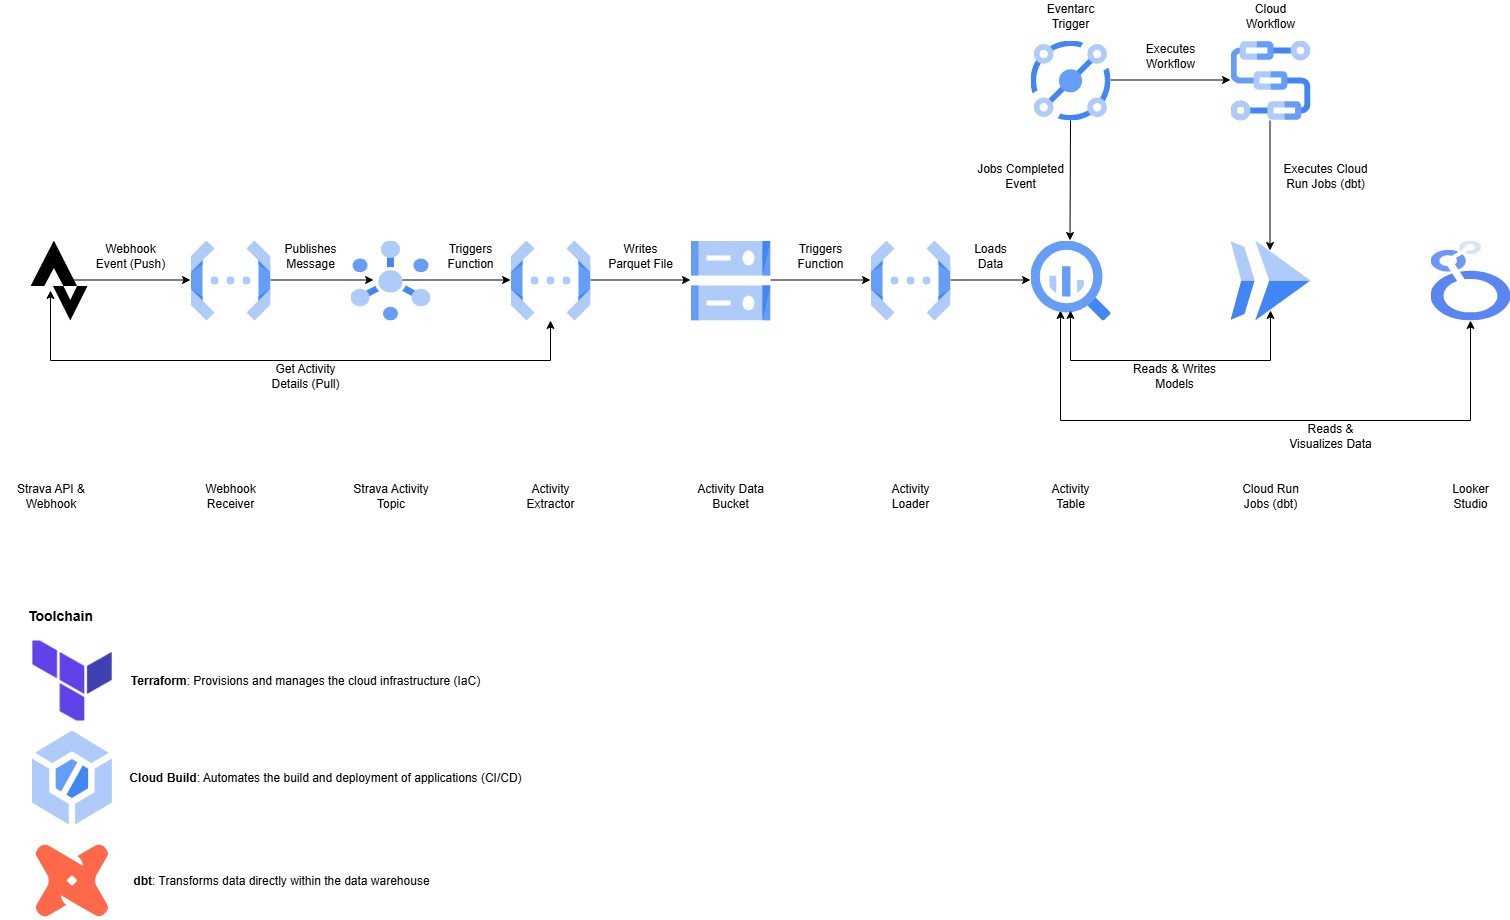 Eventarc
Trigger
Cloud
Workflow
Executes
Workflow
Jobs Completed
Event
Executes Cloud
Run Jobs (dbt)
Webhook
Event (Push)
Publishes
Message
Triggers
Function
Writes
Parquet File
Triggers
Function
Loads
Data
Get Activity
Details (Pull)
Reads & Writes
Models
Reads &
Visualizes Data
Strava API &
Webhook
Webhook
Receiver
Strava Activity
Topic
Activity
Extractor
Activity Data
Bucket
Activity
Loader
Activity
Table
Cloud Run
Jobs (dbt)
Looker
Studio
Toolchain
Terraform: Provisions and manages the cloud infrastructure (IaC)
Cloud Build: Automates the build and deployment of applications (CI/CD)
dbt: Transforms data directly within the data warehouse